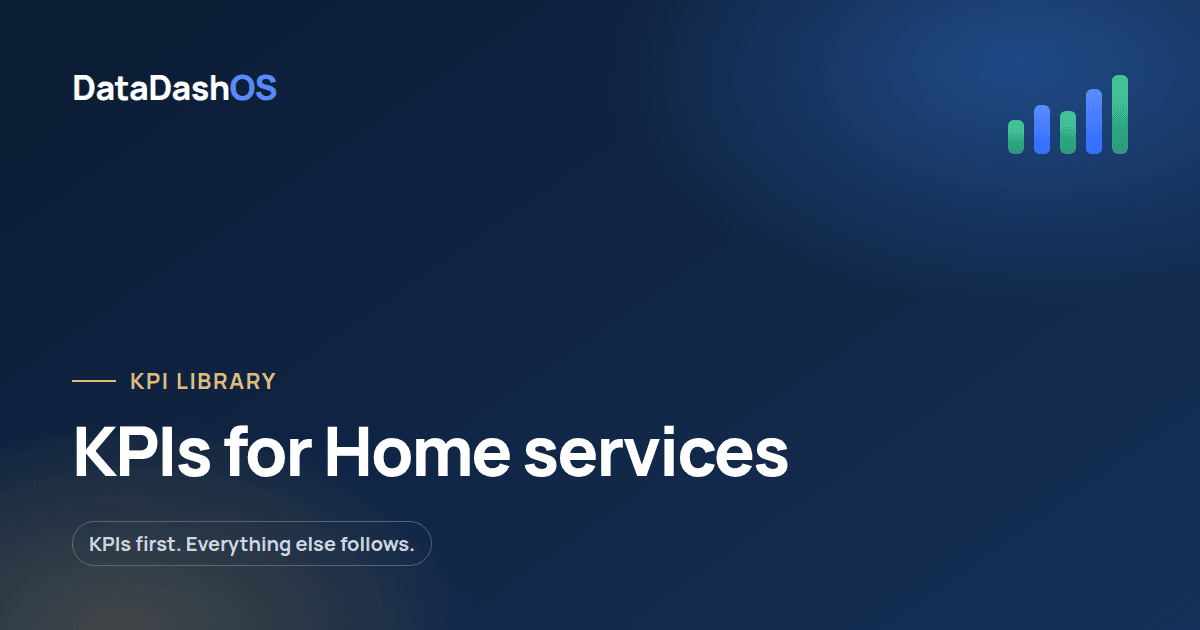 DataDashOS
KPI LIBRARY
KPIs for Home services
KPIs first. Everything else follows.